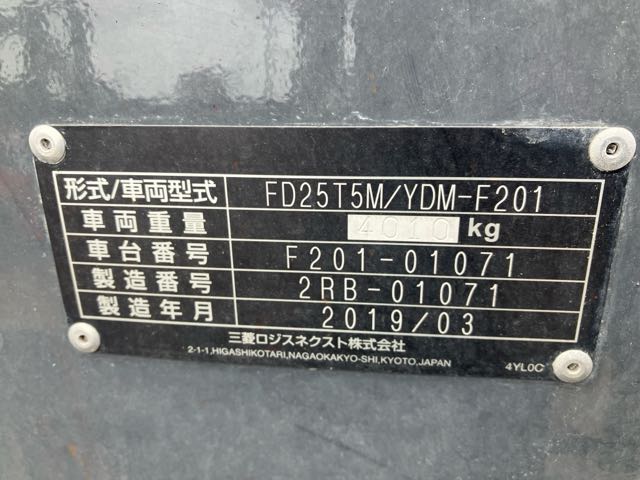 形式/車両型式 FD25T5M/YDM-F201
車両重量 4010 kg
車台番号 F201-01071
製造番号 2RB-01071
製造年月 2019/03
三菱ロジスネクスト株式会社
2-1-1,HIGASHIKOTARI,NAGAOKAKYO-SHI,KYOTO,JAPAN 4YL0C